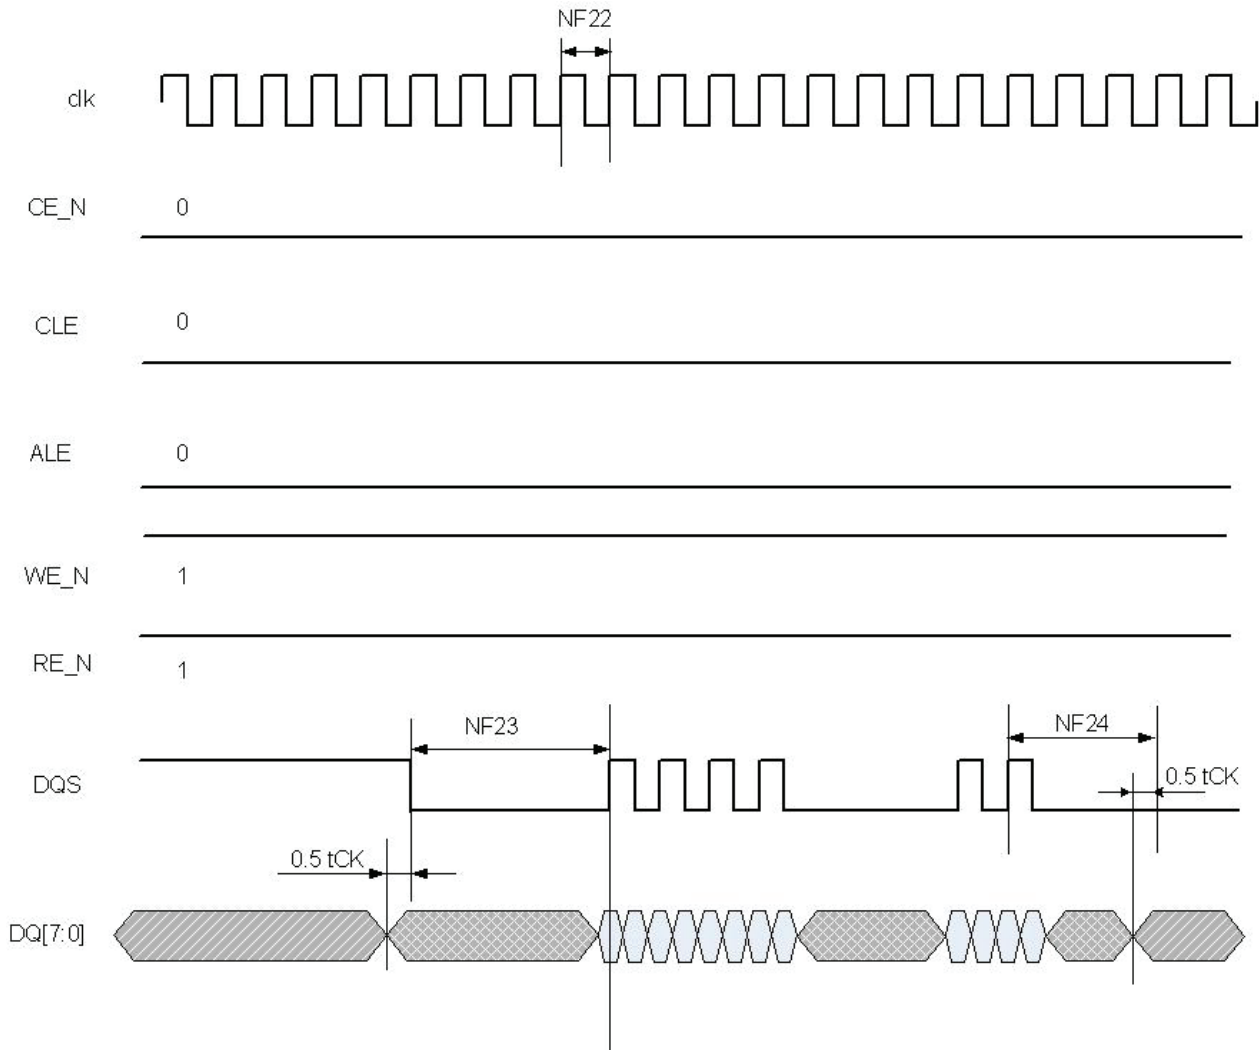 NF22
clk
CE_N 0
CLE 0
ALE 0
WE_N 1
RE_N 1
NF23 NF24
DQS 0.5 tCK
0.5 tCK
DQ[7:0]